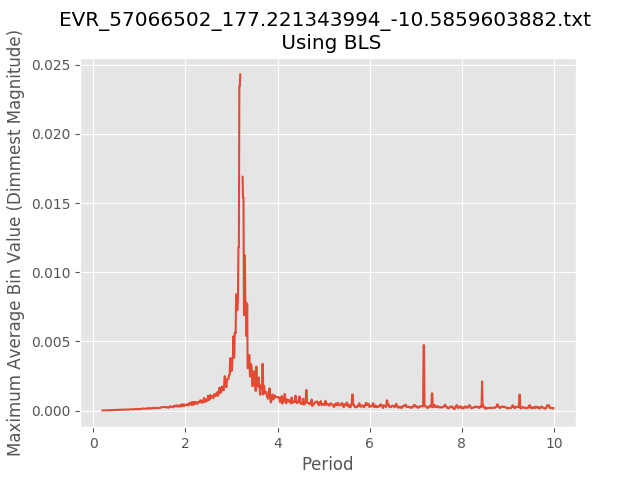 EVR_57066502_177.221343994_-10.5859603882.txt
Using BLS
Maximum Average Bin Value (Dimmest Magnitude)
0.025
0.020
0.015
0.010
0.005
0.000
0 2 4 6 8 10
Period